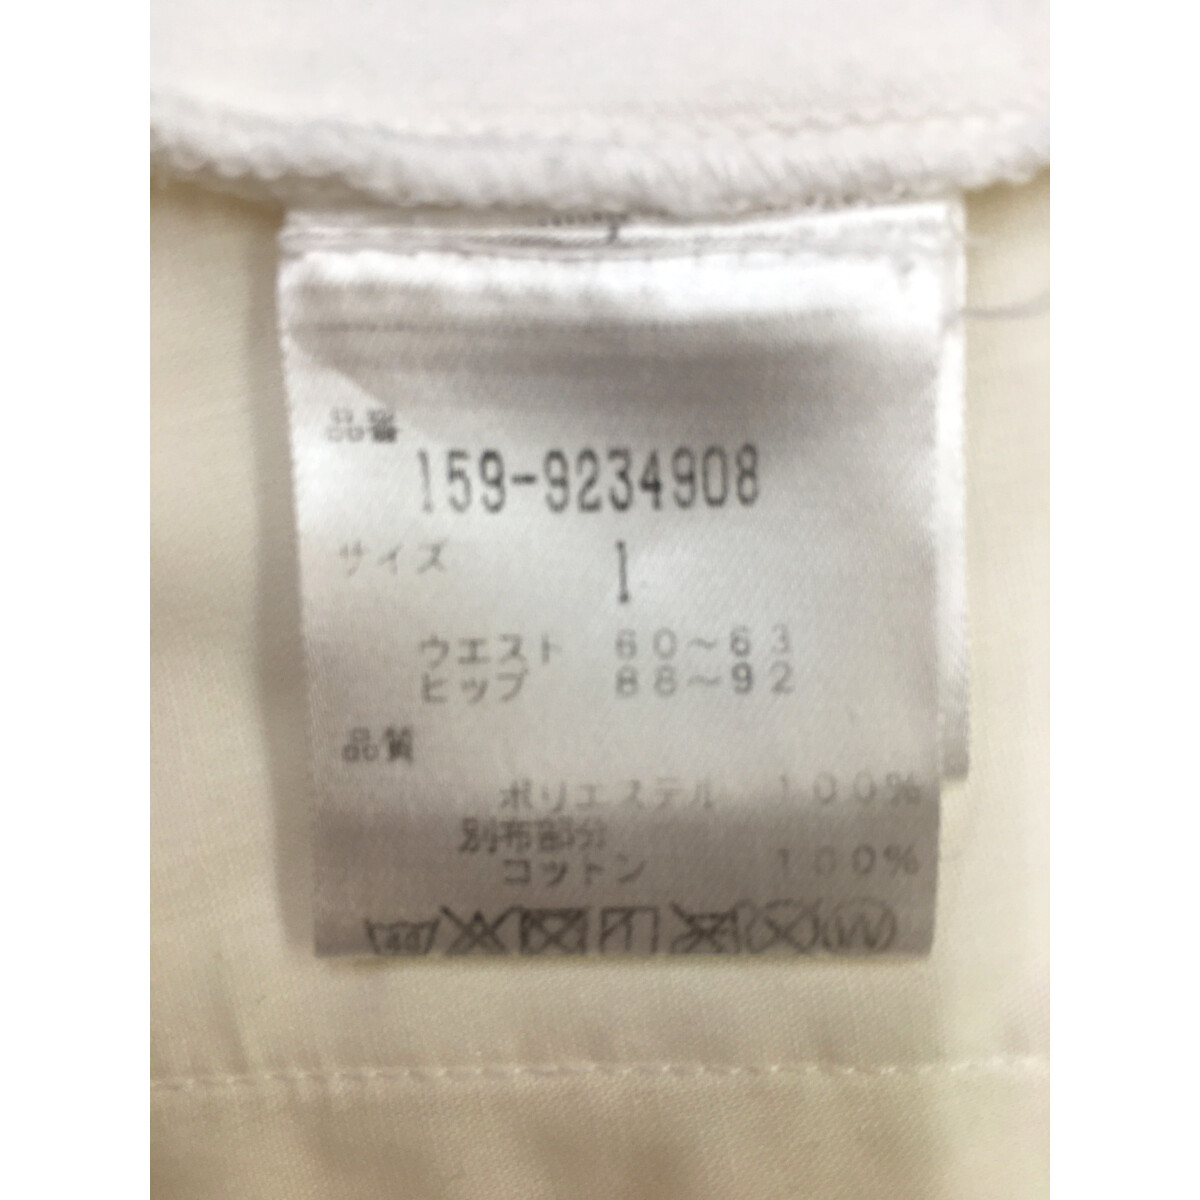 品番
159-9234908
サイズ 1
ウエスト 60~63
ヒップ 88~92
品質
ポリエステル 100%
別布部分
コットン 100%